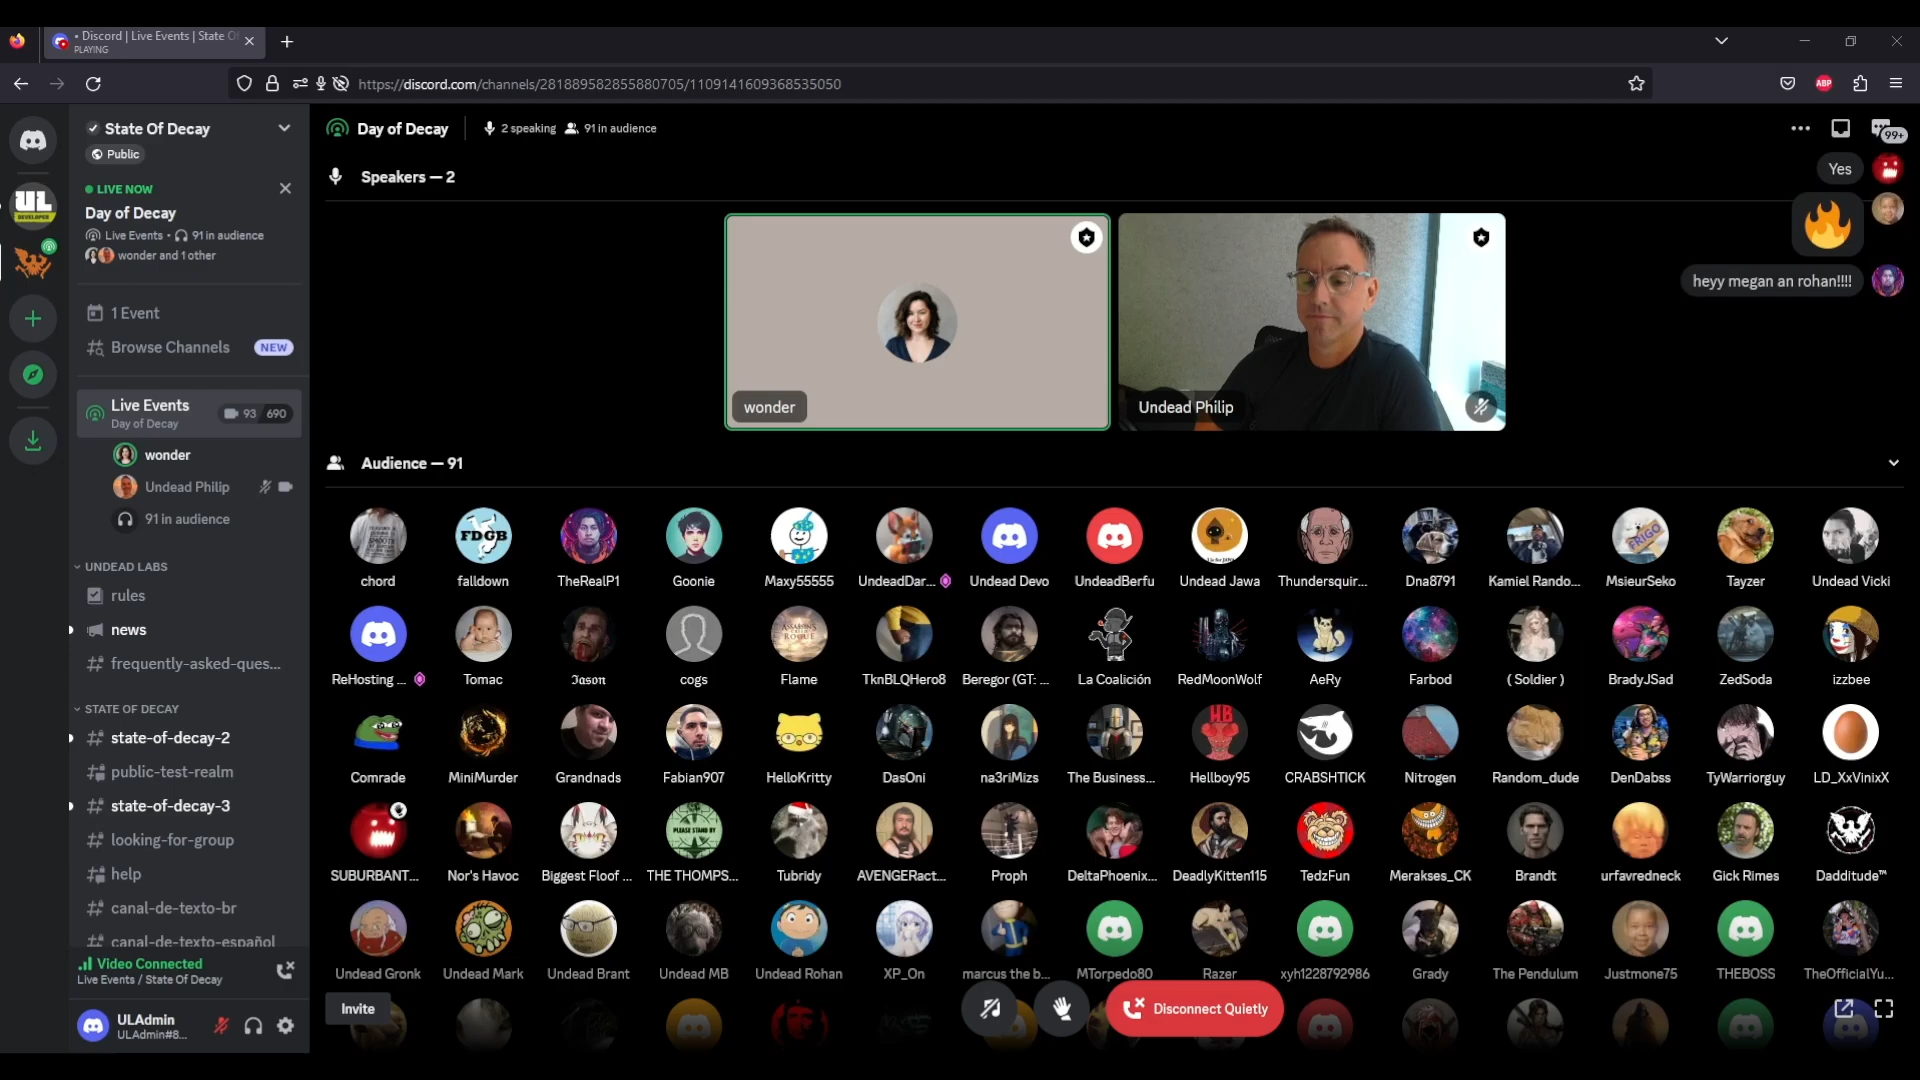 • Discord | Live Events | State O
PLAYING
https://discord.com/channels/281889582855880705/1109141609368535050
ABP
State Of Decay
Public
LIVE NOW
Day of Decay
Live Events • 91 in audience
wonder and 1 other
1 Event
Browse Channels NEW
Live Events 93 690
Day of Decay
wonder
Undead Philip
91 in audience
UNDEAD LABS
rules
news
frequently-asked-ques...
STATE OF DECAY
state-of-decay-2
public-test-realm
state-of-decay-3
looking-for-group
help
canal-de-texto-br
canal-de-texto-español
Video Connected
Live Events / State Of Decay
ULAdmin
ULAdmin#8...
UL
DEVELOPER
Day of Decay 2 speaking 91 in audience
99+
Speakers — 2
Yes
heyy megan an rohan!!!!
wonder
Undead Philip
Audience — 91
FDGB
FRIGO
chord falldown TheRealP1 Goonie Maxy55555 UndeadDar... Undead Devo UndeadBerfu Undead Jawa Thundersquir... Dna8791 Kamiel Rando... MsieurSeko Tayzer Undead Vicki
ReHosting ... Tomac Jason cogs Flame TknBLQHero8 Beregor (GT: ... La Coalición RedMoonWolf AeRy Farbod ( Soldier ) BradyJSad ZedSoda izzbee
HB
Comrade MiniMurder Grandnads Fabian907 HelloKritty DasOni na3riMizs The Business... Hellboy95 CRABSHTICK Nitrogen Random_dude DenDabss TyWarriorguy LD_XxVinixX
PLEASE STAND BY
SUBURBANT... Nor's Havoc Biggest Floof ... THE THOMPS... Tubridy AVENGERact... Proph DeltaPhoenix... DeadlyKitten115 TedzFun Merakses_CK Brandt urfavredneck Gick Rimes Dadditude™
Undead Gronk Undead Mark Undead Brant Undead MB Undead Rohan XP_On marcus the b... MTorpedo80 Razer xyh1228792986 Grady The Pendulum Justmone75 THEBOSS TheOfficialYu...
Invite
Disconnect Quietly